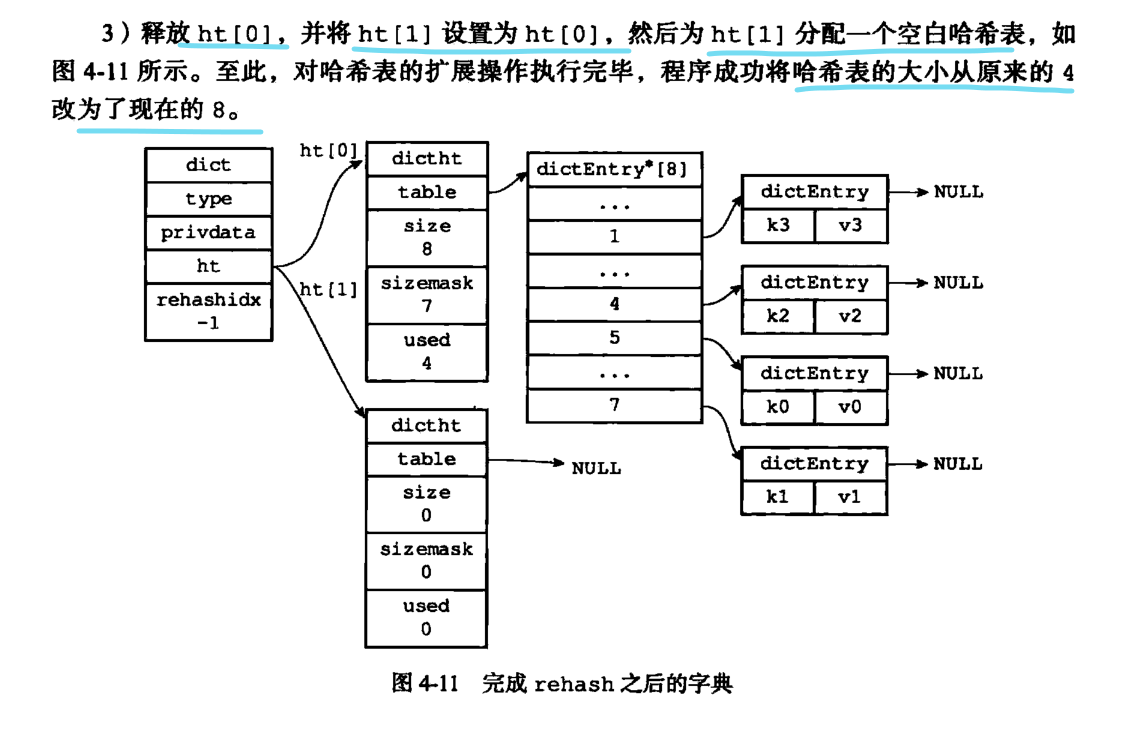 3）释放 ht[0]，并将 ht[1] 设置为 ht[0]，然后为 ht[1] 分配一个空白哈希表，如
图 4-11 所示。至此，对哈希表的扩展操作执行完毕，程序成功将哈希表的大小从原来的 4
改为了现在的 8。
dict
type
privdata
ht
rehashidx
-1
ht[0]
ht[1]
dictht
table
size
8
sizemask
7
used
4
dictEntry*[8]
...
1
...
4
5
...
7
dictEntry
k3 v3
NULL
dictEntry
k2 v2
NULL
dictEntry
k0 v0
NULL
dictEntry
k1 v1
NULL
dictht
table
size
0
sizemask
0
used
0
NULL
图 4-11 完成 rehash 之后的字典